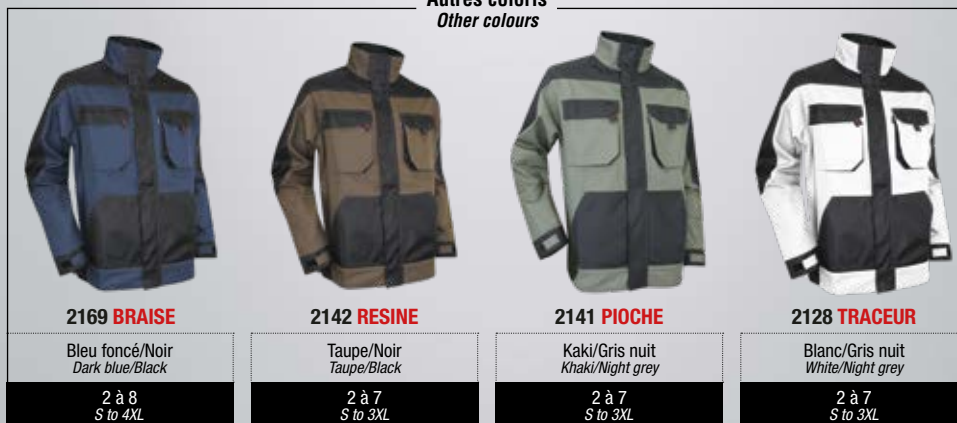 Autres coloris
Other colours
2169 BRAISE
Bleu foncé/Noir
Dark blue/Black
2 à 8
S to 4XL
2142 RESINE
Taupe/Noir
Taupe/Black
2 à 7
S to 3XL
2141 PIOCHE
Kaki/Gris nuit
Khaki/Night grey
2 à 7
S to 3XL
2128 TRACEUR
Blanc/Gris nuit
White/Night grey
2 à 7
S to 3XL